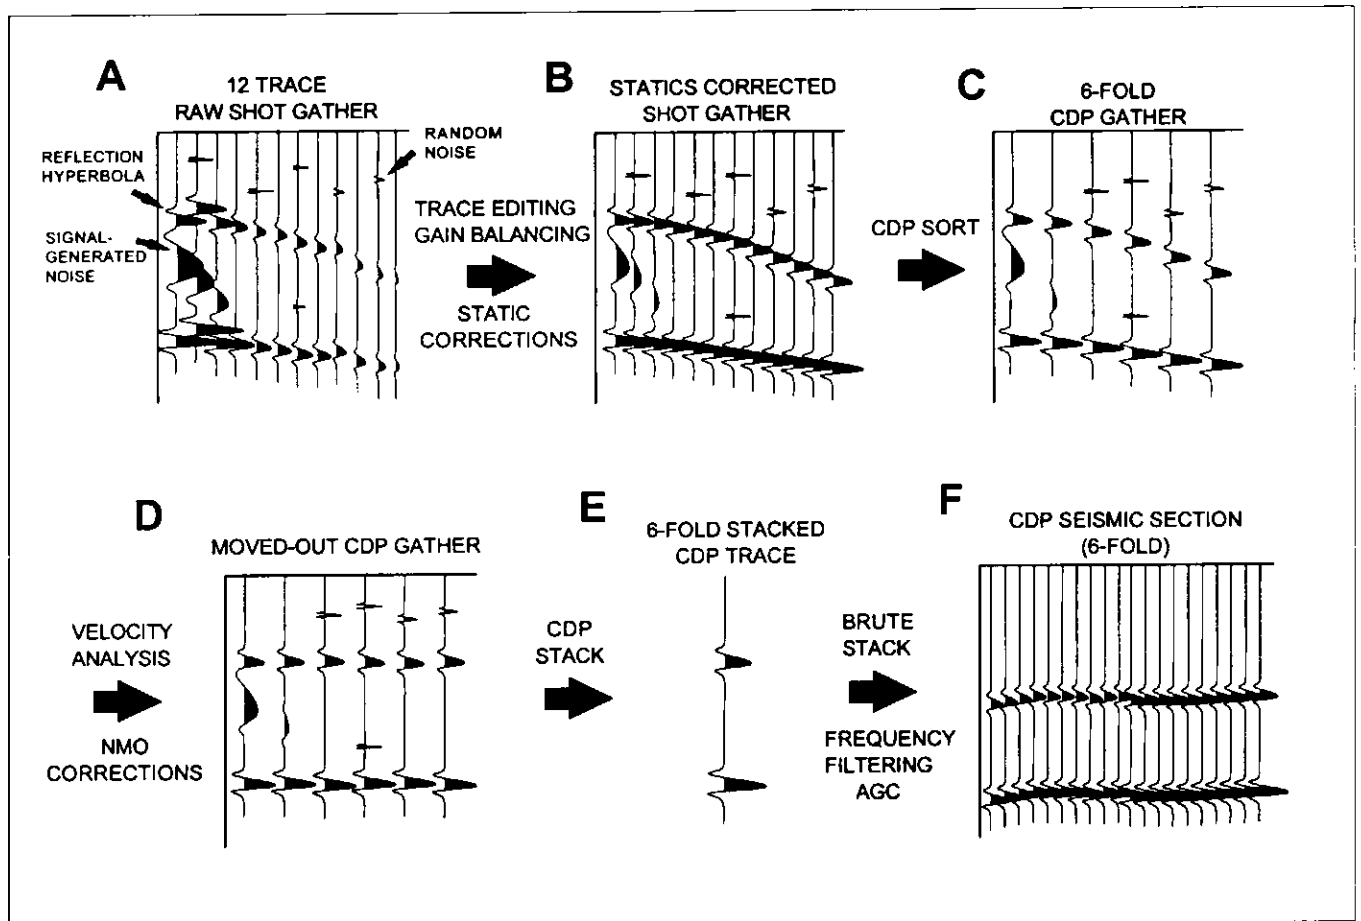 A
12 TRACE
RAW SHOT GATHER
RANDOM
NOISE
REFLECTION
HYPERBOLA
SIGNAL-
GENERATED
NOISE
TRACE EDITING
GAIN BALANCING
STATIC
CORRECTIONS
B
STATICS CORRECTED
SHOT GATHER
CDP SORT
C
6-FOLD
CDP GATHER
VELOCITY
ANALYSIS
NMO
CORRECTIONS
D
MOVED-OUT CDP GATHER
CDP
STACK
E
6-FOLD STACKED
CDP TRACE
BRUTE
STACK
FREQUENCY
FILTERING
AGC
F
CDP SEISMIC SECTION
(6-FOLD)